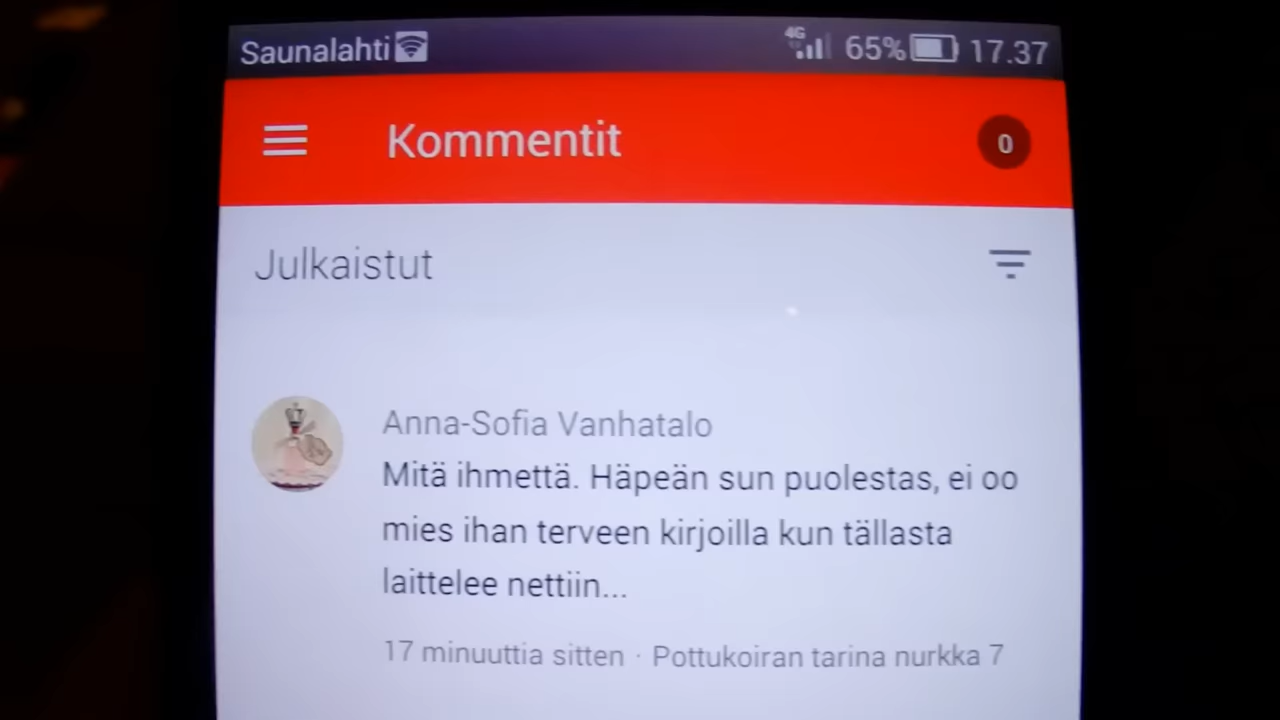 Saunalahti 4G 65% 17.37
Kommentit 0
Julkaistut
Anna-Sofia Vanhatalo
Mitä ihmettä. Häpeän sun puolestas, ei oo
mies ihan terveen kirjoilla kun tällasta
laittelee nettiin...
17 minuuttia sitten · Pottukoiran tarina nurkka 7